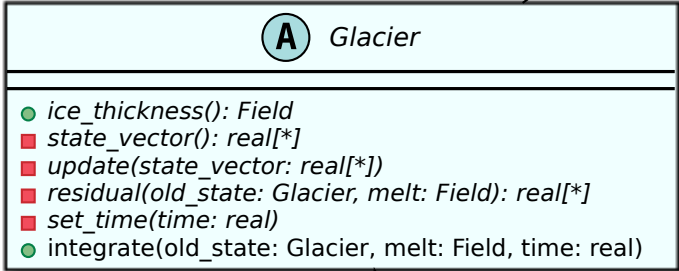 A Glacier
ice_thickness(): Field
state_vector(): real[*]
update(state_vector: real[*])
residual(old_state: Glacier, melt: Field): real[*]
set_time(time: real)
integrate(old_state: Glacier, melt: Field, time: real)